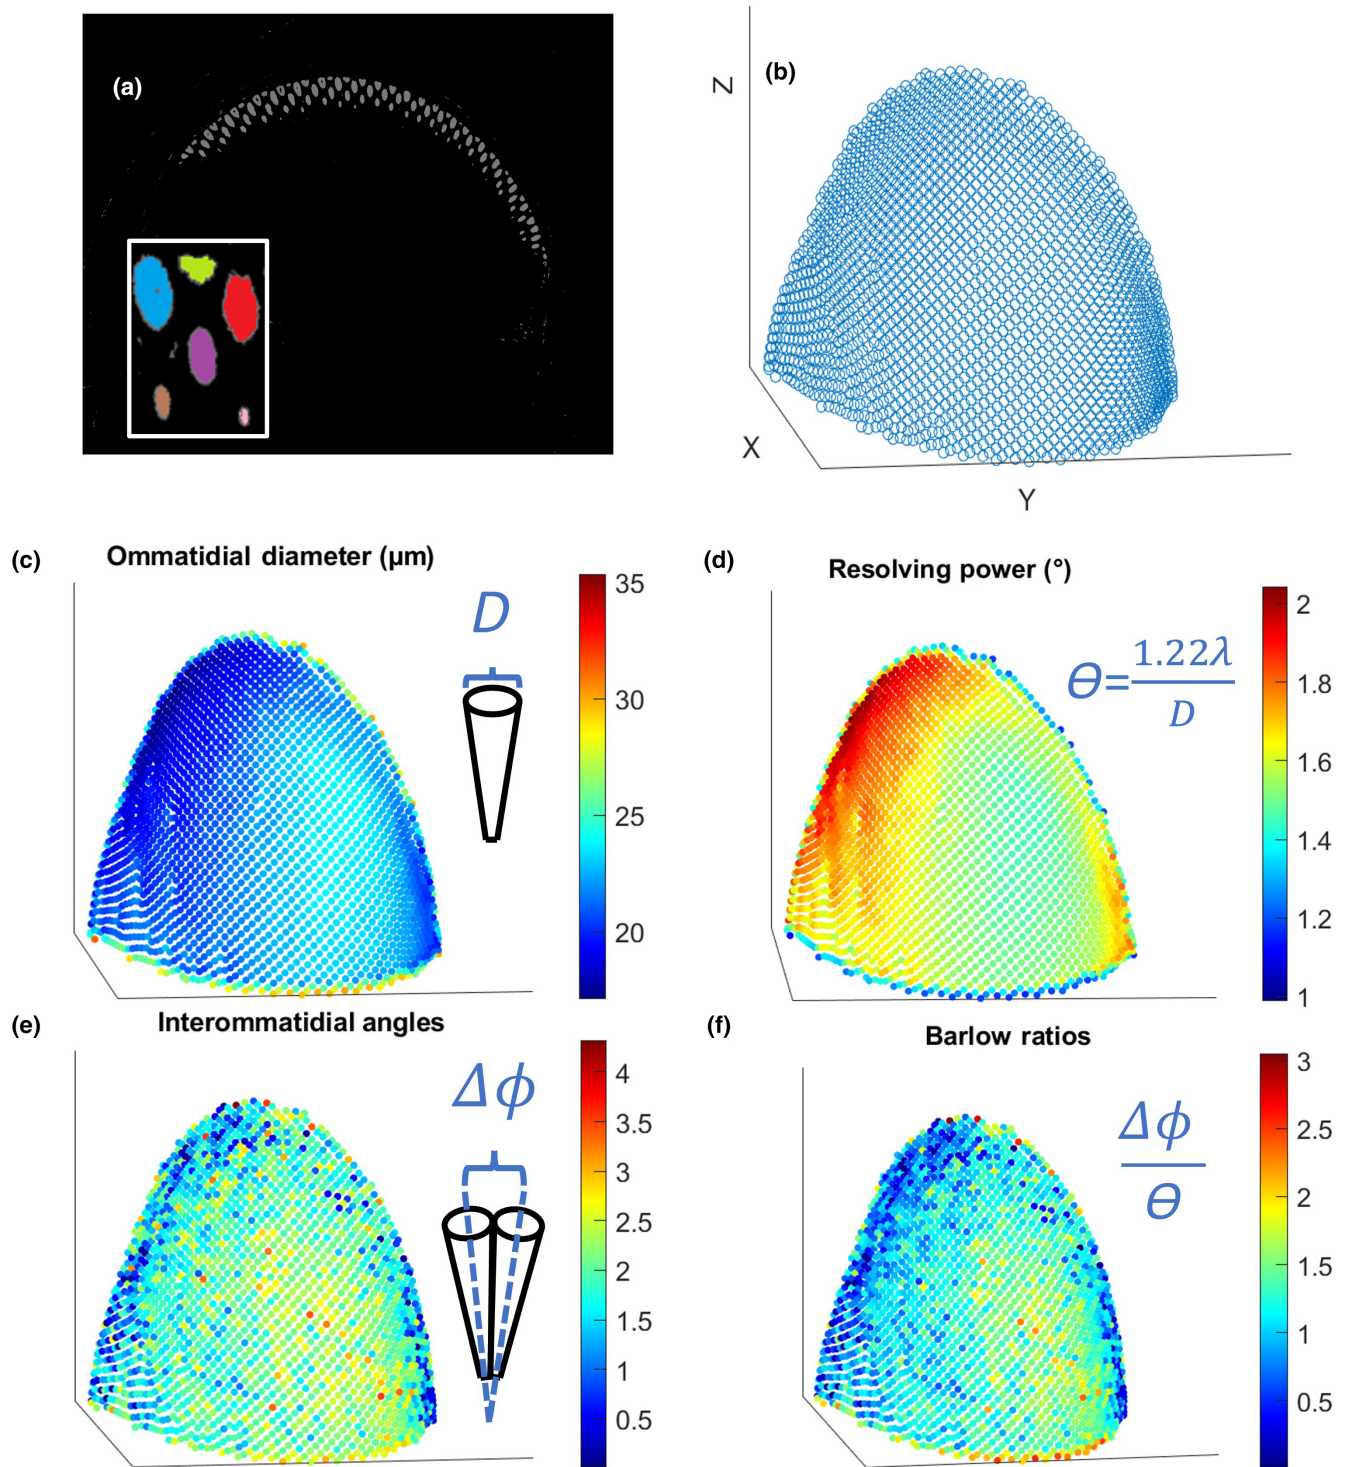 (a)
(b)
Z
X
Y
(c)
Ommatidial diameter (µm)
D
35
30
25
20
(d)
Resolving power (°)
ϴ=1.22λ/D
2
1.8
1.6
1.4
1.2
1
(e)
Interommatidial angles
Δϕ
4
3.5
3
2.5
2
1.5
1
0.5
(f)
Barlow ratios
Δϕ
ϴ
3
2.5
2
1.5
1
0.5